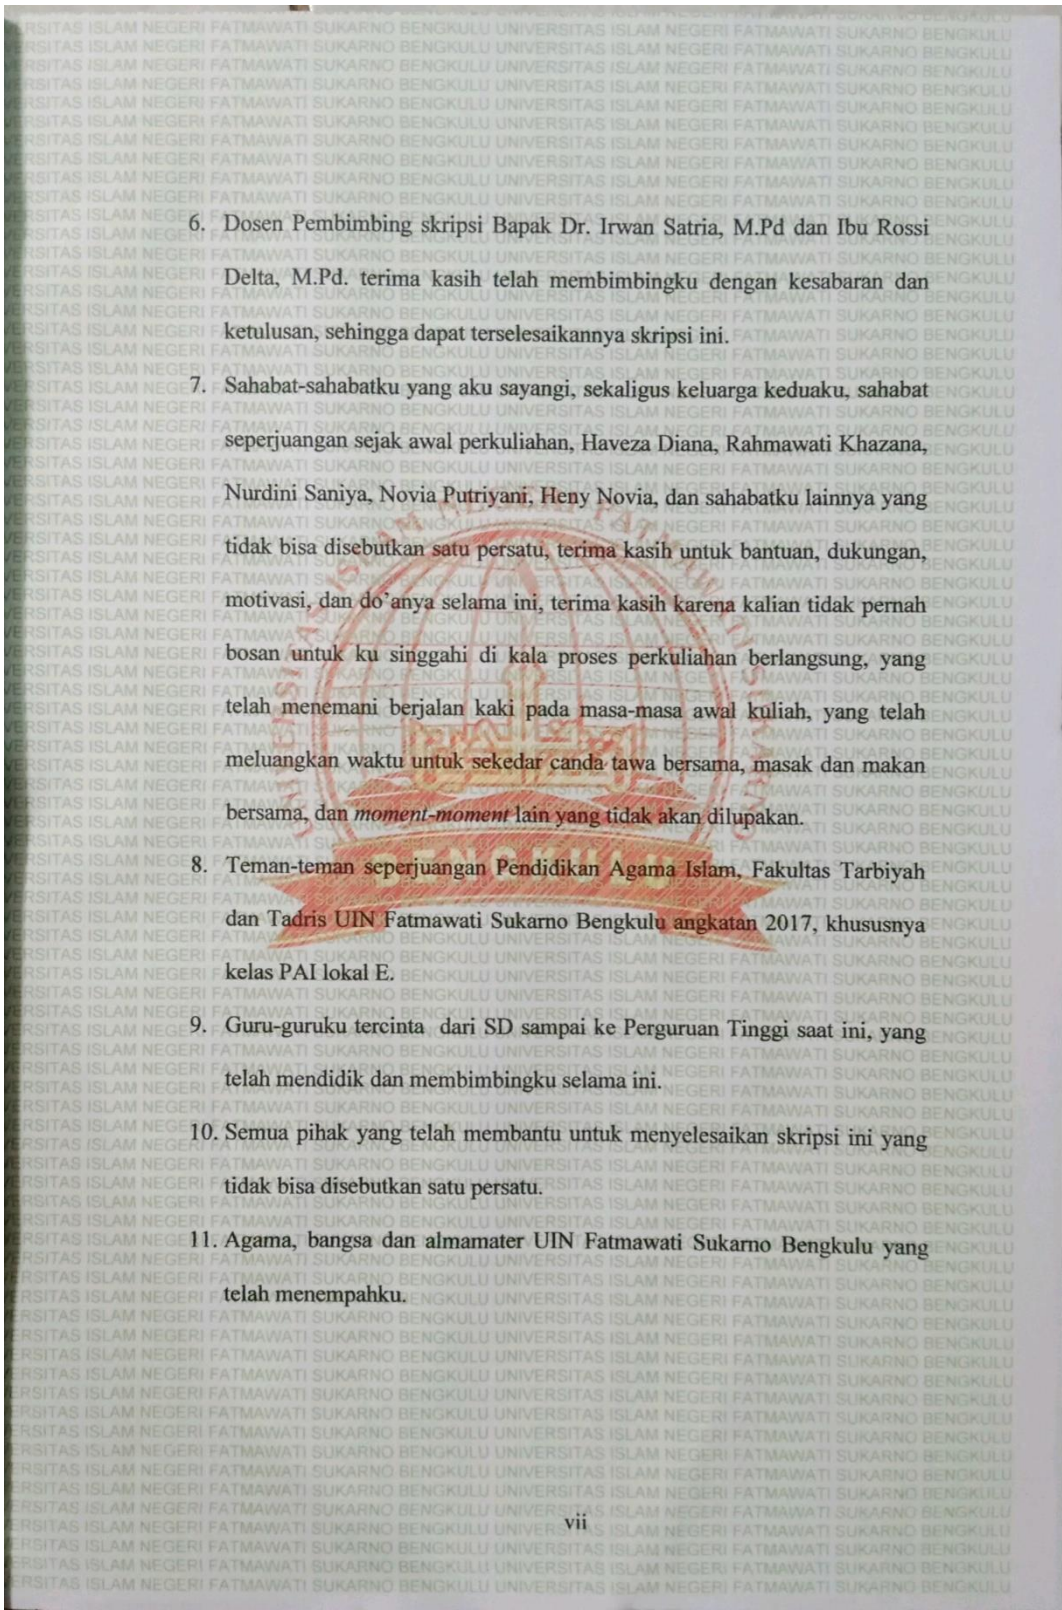 6. Dosen Pembimbing skripsi Bapak Dr. Irwan Satria, M.Pd dan Ibu Rossi
Delta, M.Pd. terima kasih telah membimbingku dengan kesabaran dan
ketulusan, sehingga dapat terselesaikannya skripsi ini.
7. Sahabat-sahabatku yang aku sayangi, sekaligus keluarga keduaku, sahabat
seperjuangan sejak awal perkuliahan, Haveza Diana, Rahmawati Khazana,
Nurdini Saniya, Novia Putriyani, Heny Novia, dan sahabatku lainnya yang
tidak bisa disebutkan satu persatu, terima kasih untuk bantuan, dukungan,
motivasi, dan do'anya selama ini, terima kasih karena kalian tidak pernah
bosan untuk ku singgahi di kala proses perkuliahan berlangsung, yang
telah menemani berjalan kaki pada masa-masa awal kuliah, yang telah
meluangkan waktu untuk sekedar canda tawa bersama, masak dan makan
bersama, dan moment-moment lain yang tidak akan dilupakan.
8. Teman-teman seperjuangan Pendidikan Agama Islam, Fakultas Tarbiyah
dan Tadris UIN Fatmawati Sukarno Bengkulu angkatan 2017, khususnya
kelas PAI lokal E.
9. Guru-guruku tercinta dari SD sampai ke Perguruan Tinggi saat ini, yang
telah mendidik dan membimbingku selama ini.
10. Semua pihak yang telah membantu untuk menyelesaikan skripsi ini yang
tidak bisa disebutkan satu persatu.
11. Agama, bangsa dan almamater UIN Fatmawati Sukarno Bengkulu yang
telah menempahku.
vii